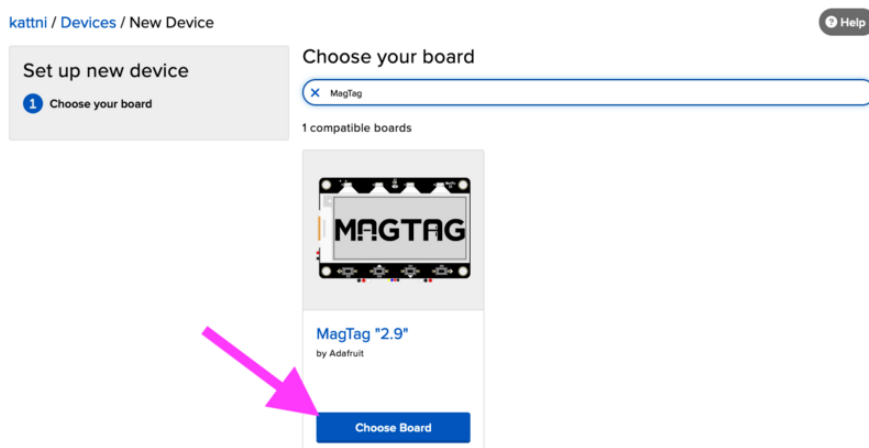 kattni / Devices / New Device
Help
Set up new device
1 Choose your board
Choose your board
MagTag
1 compatible boards
MAGTAG
MagTag "2.9"
by Adafruit
Choose Board